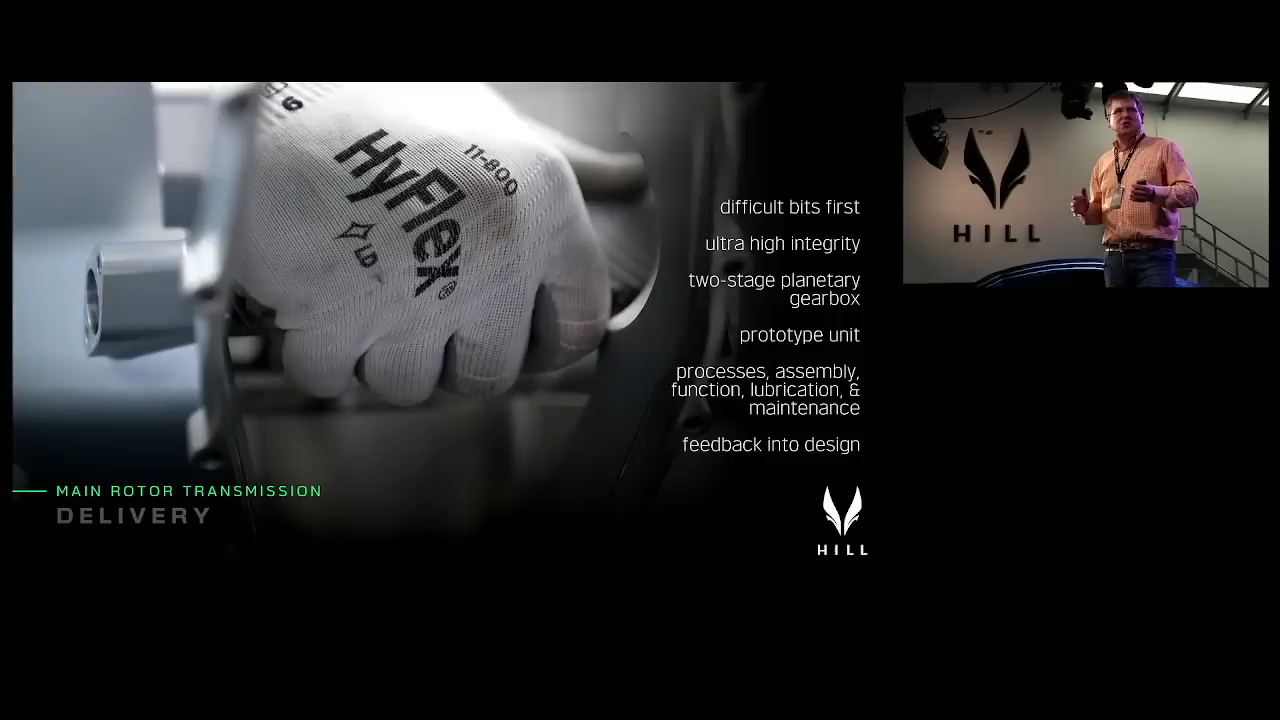 6
HyFlex®
11-800
LD
difficult bits first
ultra high integrity
two-stage planetary
gearbox
prototype unit
processes, assembly,
function, lubrication, &
maintenance
feedback into design
MAIN ROTOR TRANSMISSION
DELIVERY
HILL
HILL